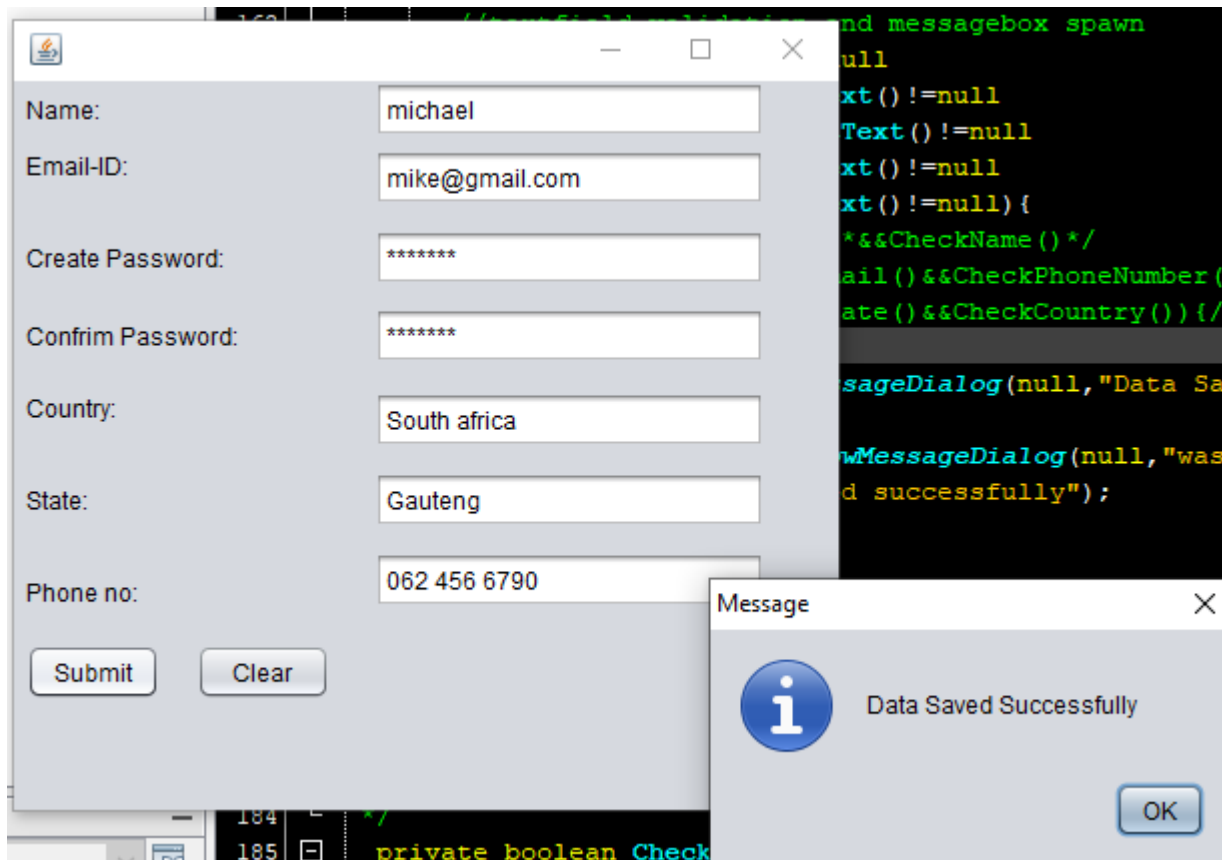 162 //textfield validation and messagebox spawn
ull
xt()!=null
Text()!=null
xt()!=null
xt()!=null){
*&&CheckName()*/
ail()&&CheckPhoneNumber(
ate()&&CheckCountry()){/
ssageDialog(null,"Data Sa
wMessageDialog(null,"was
d successfully");
Name: michael
Email-ID: mike@gmail.com
Create Password: *******
Confrim Password: *******
Country: South africa
State: Gauteng
Phone no: 062 456 6790
Submit Clear
Message
Data Saved Successfully
OK
184 */
185 private boolean Check